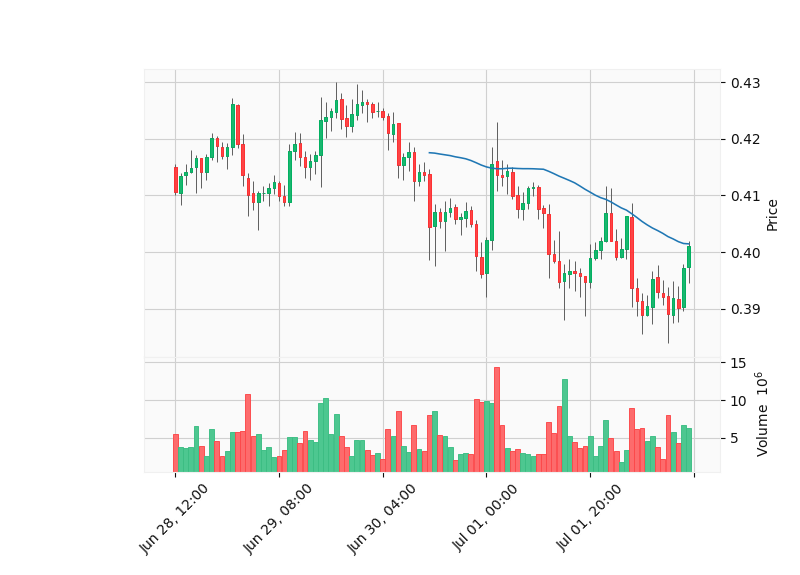 0.43
0.42
0.41
0.40
0.39
Price
15
10
5
Volume 10^6
Jun 28, 12:00
Jun 29, 08:00
Jun 30, 04:00
Jul 01, 00:00
Jul 01, 20:00